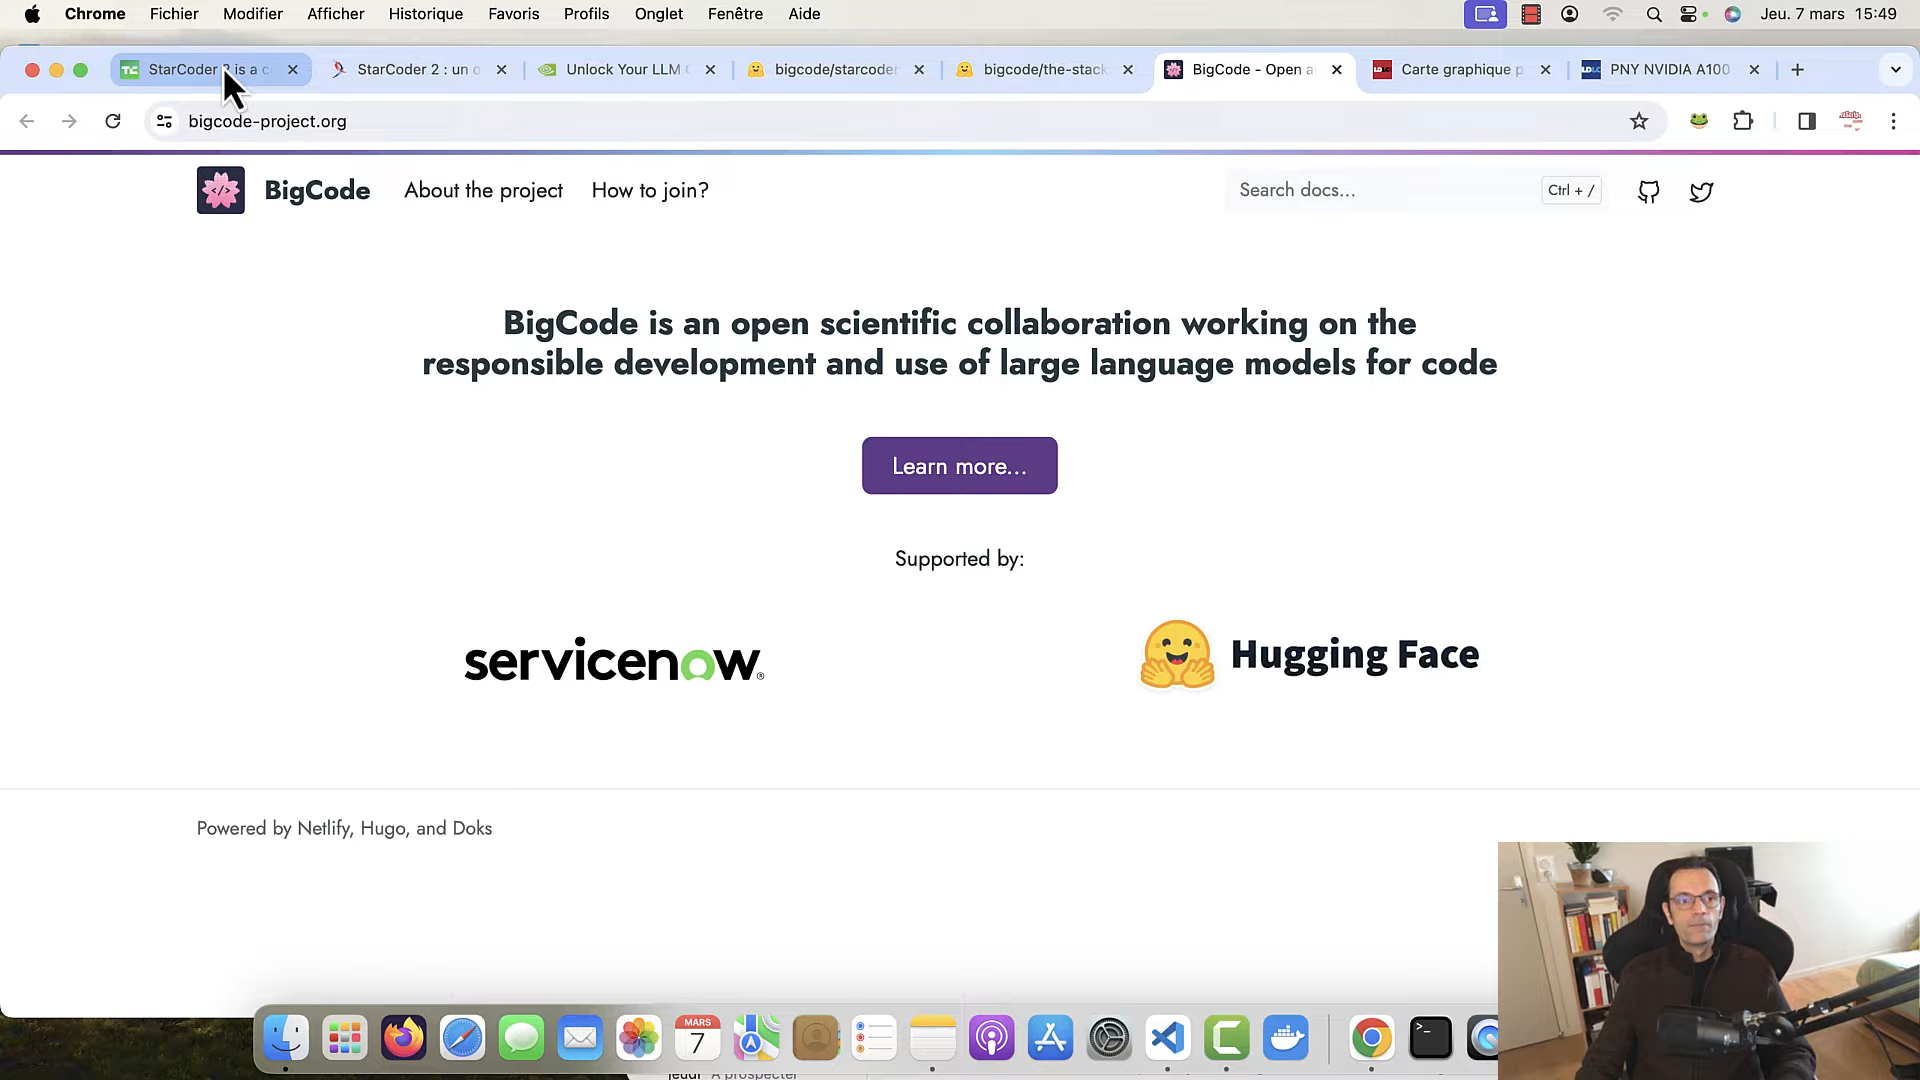 Chrome Fichier Modifier Afficher Historique Favoris Profils Onglet Fenêtre Aide Jeu. 7 mars 15:49
StarCoder 2 is a c StarCoder 2 : un o Unlock Your LLM bigcode/starcoder bigcode/the-stack BigCode - Open a Carte graphique p PNY NVIDIA A100
bigcode-project.org
BigCode About the project How to join? Search docs... Ctrl + /
BigCode is an open scientific collaboration working on the
responsible development and use of large language models for code
Learn more...
Supported by:
servicenow®
Hugging Face
Powered by Netlify, Hugo, and Doks
MARS
7